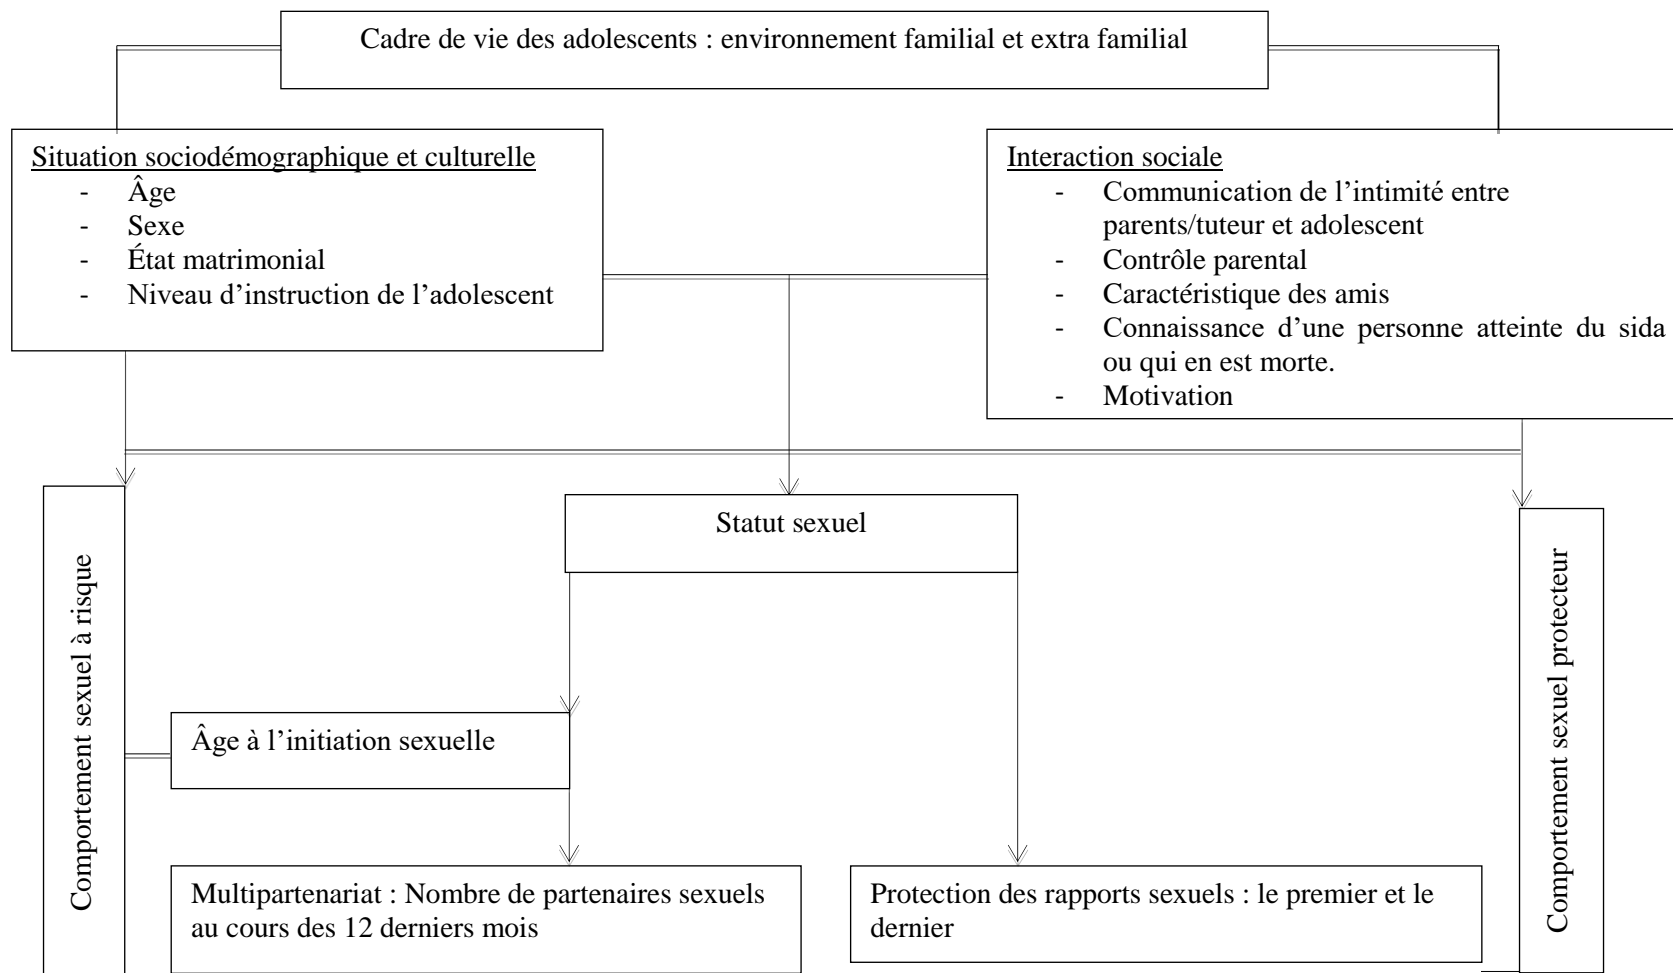 Cadre de vie des adolescents : environnement familial et extra familial
Situation sociodémographique et culturelle
- Âge
- Sexe
- État matrimonial
- Niveau d’instruction de l’adolescent
Interaction sociale
- Communication de l’intimité entre
parents/tuteur et adolescent
- Contrôle parental
- Caractéristique des amis
- Connaissance d’une personne atteinte du sida
ou qui en est morte.
- Motivation
Comportement sexuel à risque
Statut sexuel
Comportement sexuel protecteur
Âge à l’initiation sexuelle
Multipartenariat : Nombre de partenaires sexuels
au cours des 12 derniers mois
Protection des rapports sexuels : le premier et le
dernier